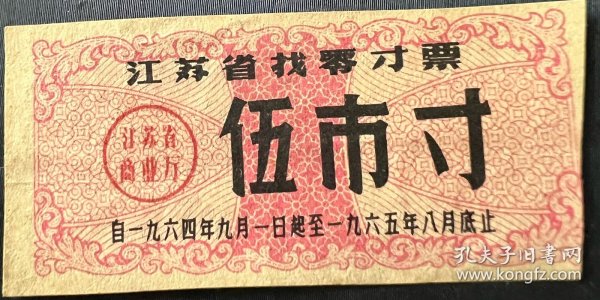 江苏省找零寸票
伍市寸
江苏省
商业厅
自一九六四年九月一日起至一九六五年八月底止
孔夫子旧书网
www.kongfz.com